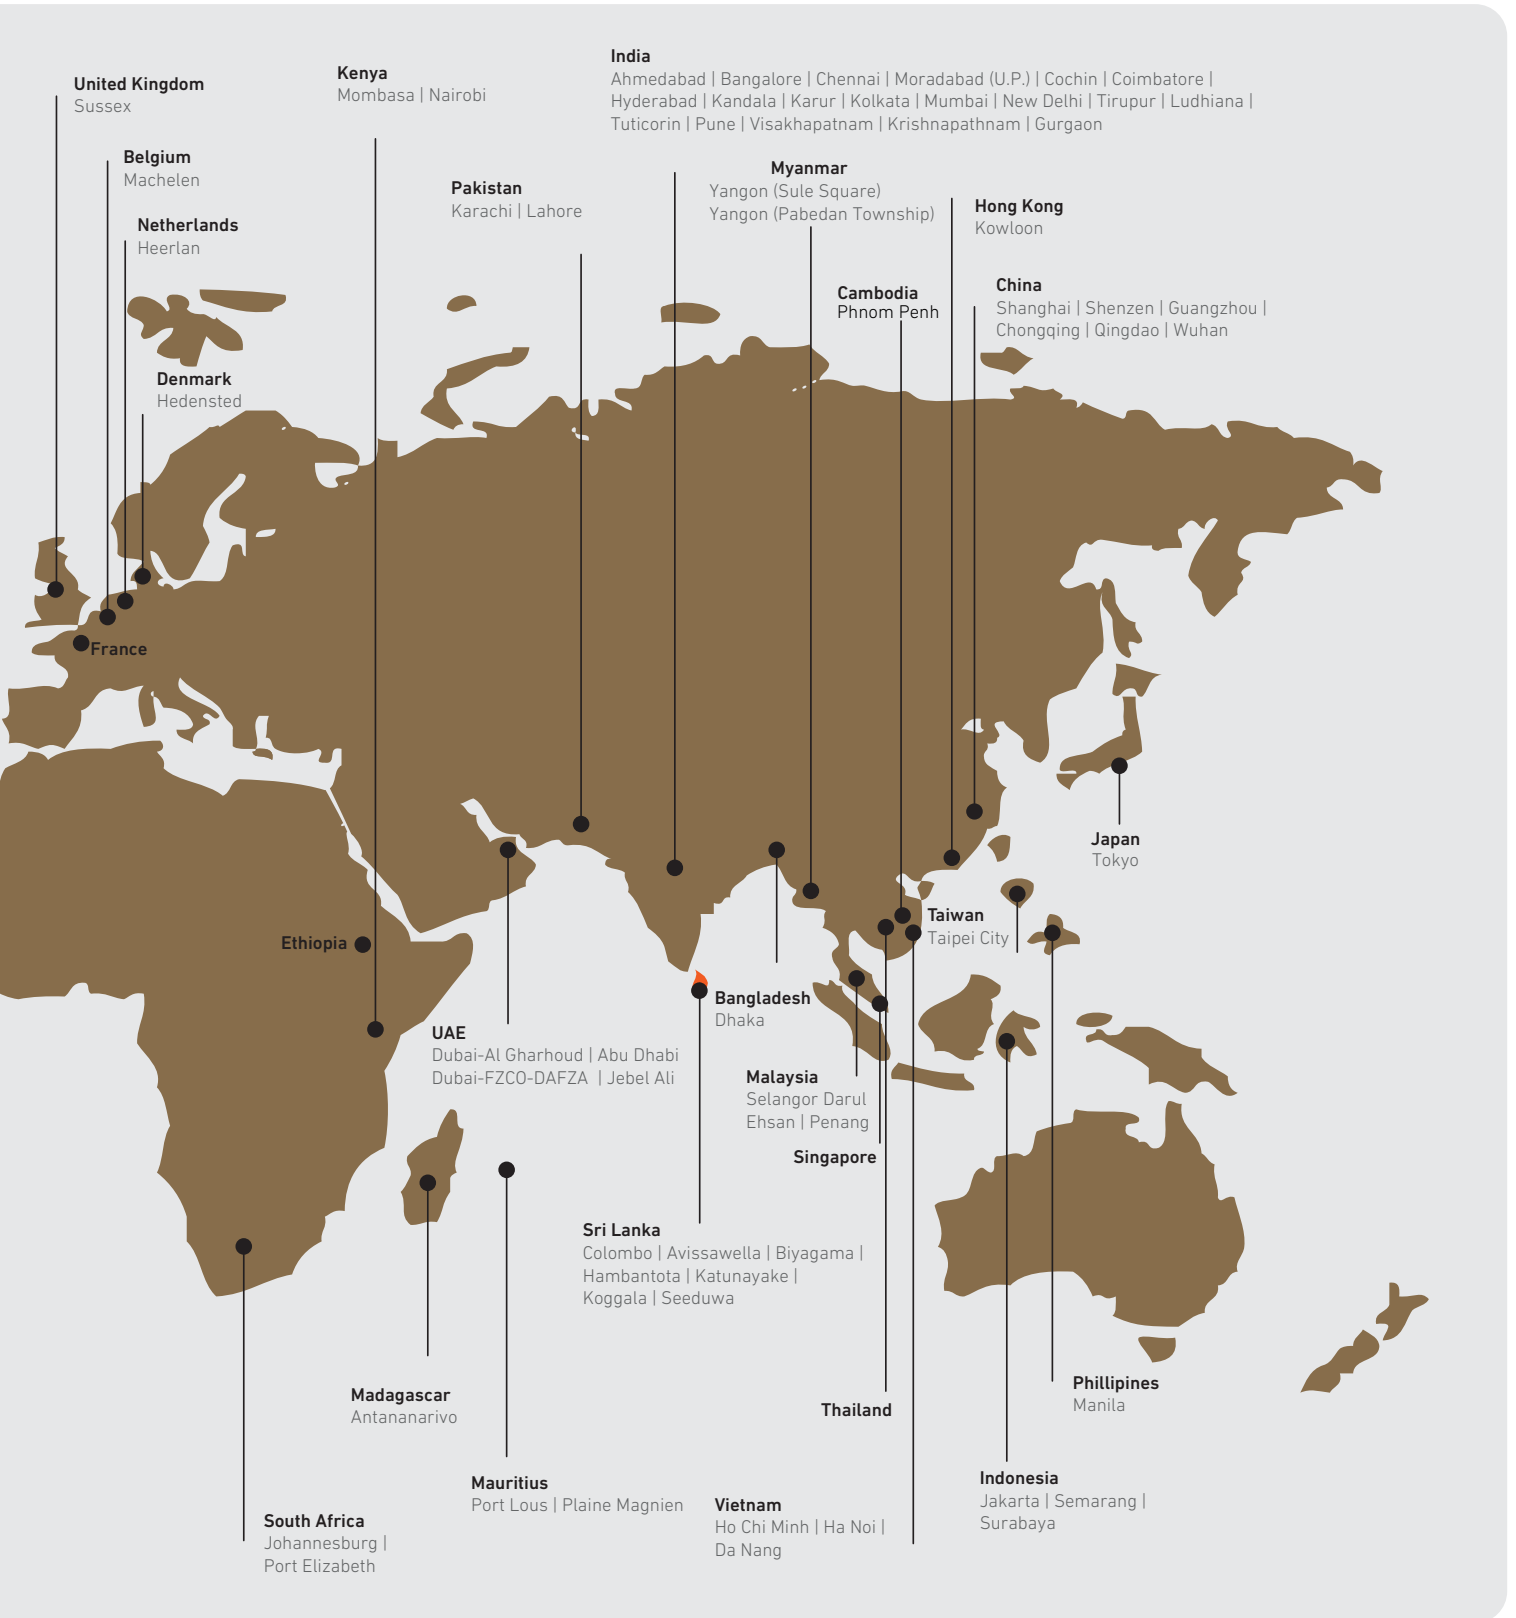 United Kingdom
Sussex
Belgium
Machelen
Netherlands
Heerlan
Denmark
Hedensted
France
Kenya
Mombasa | Nairobi
Pakistan
Karachi | Lahore
India
Ahmedabad | Bangalore | Chennai | Moradabad (U.P.) | Cochin | Coimbatore |
Hyderabad | Kandala | Karur | Kolkata | Mumbai | New Delhi | Tirupur | Ludhiana |
Tuticorin | Pune | Visakhapatnam | Krishnapathnam | Gurgaon
Myanmar
Yangon (Sule Square)
Yangon (Pabedan Township)
Hong Kong
Kowloon
Cambodia
Phnom Penh
China
Shanghai | Shenzen | Guangzhou |
Chongqing | Qingdao | Wuhan
Japan
Tokyo
Taiwan
Taipei City
Ethiopia
UAE
Dubai-Al Gharhoud | Abu Dhabi
Dubai-FZCO-DAFZA | Jebel Ali
Bangladesh
Dhaka
Malaysia
Selangor Darul
Ehsan | Penang
Singapore
Sri Lanka
Colombo | Avissawella | Biyagama |
Hambantota | Katunayake |
Koggala | Seeduwa
Madagascar
Antananarivo
Thailand
Phillipines
Manila
Mauritius
Port Lous | Plaine Magnien
Vietnam
Ho Chi Minh | Ha Noi |
Da Nang
Indonesia
Jakarta | Semarang |
Surabaya
South Africa
Johannesburg |
Port Elizabeth